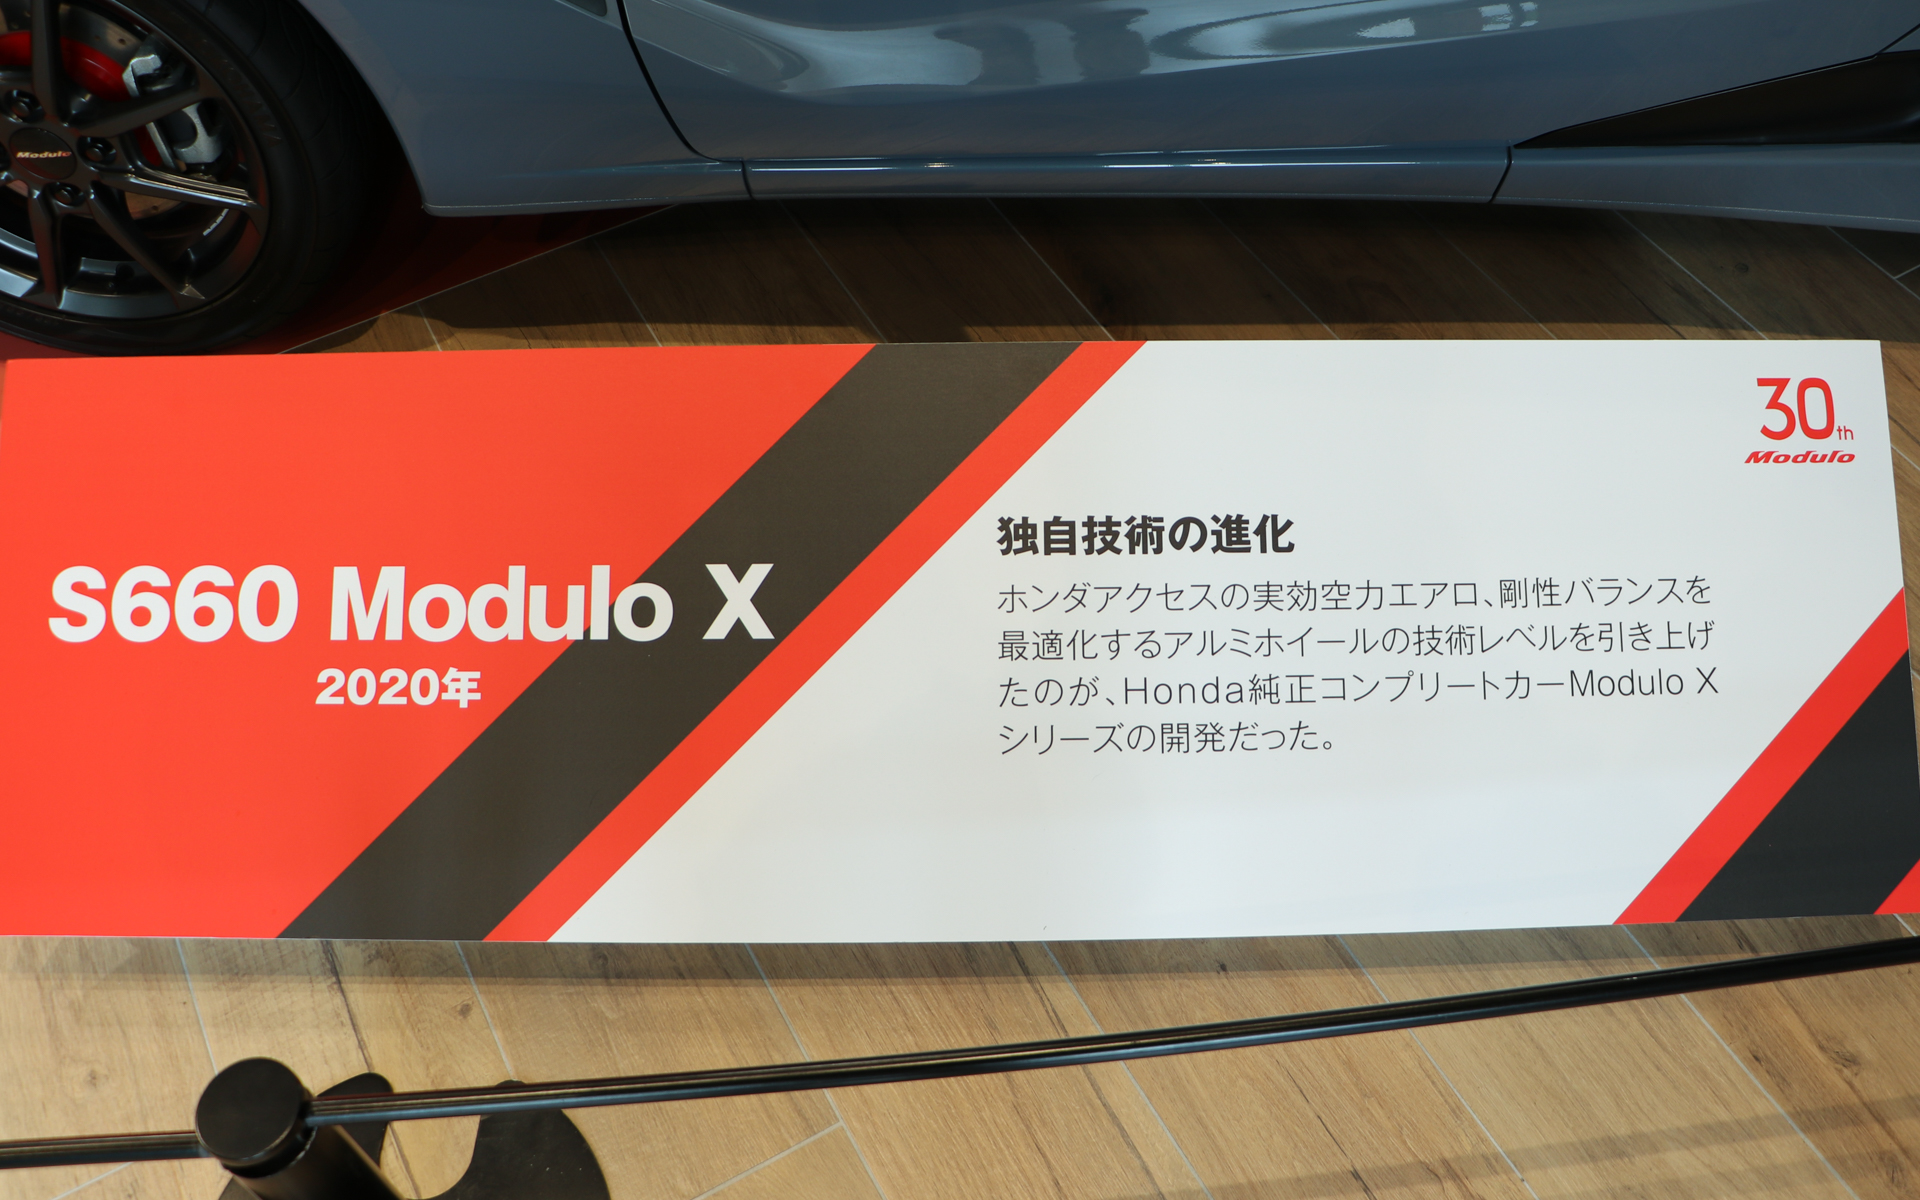 Modulo
30th
Modulo
S660 Modulo X
2020年
独自技術の進化
ホンダアクセスの実効空力エアロ、剛性バランスを
最適化するアルミホイールの技術レベルを引き上げ
たのが、Honda純正コンプリートカーModulo X
シリーズの開発だった。